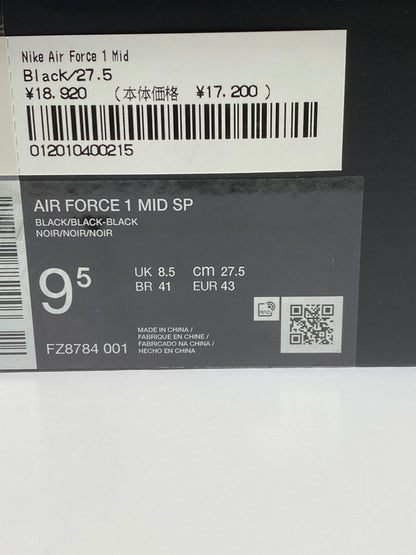 Nike Air Force 1 Mid
Black/27.5
¥18,920 (本体価格 ¥17,200)
012010400215
AIR FORCE 1 MID SP
BLACK/BLACK-BLACK
NOIR/NOIR/NOIR
9⁵
UK 8.5 cm 27.5
BR 41 EUR 43
MADE IN CHINA /
FABRIQUE EN CHINE /
FABRICADO NA CHINA /
HECHO EN CHINA
FZ8784 001